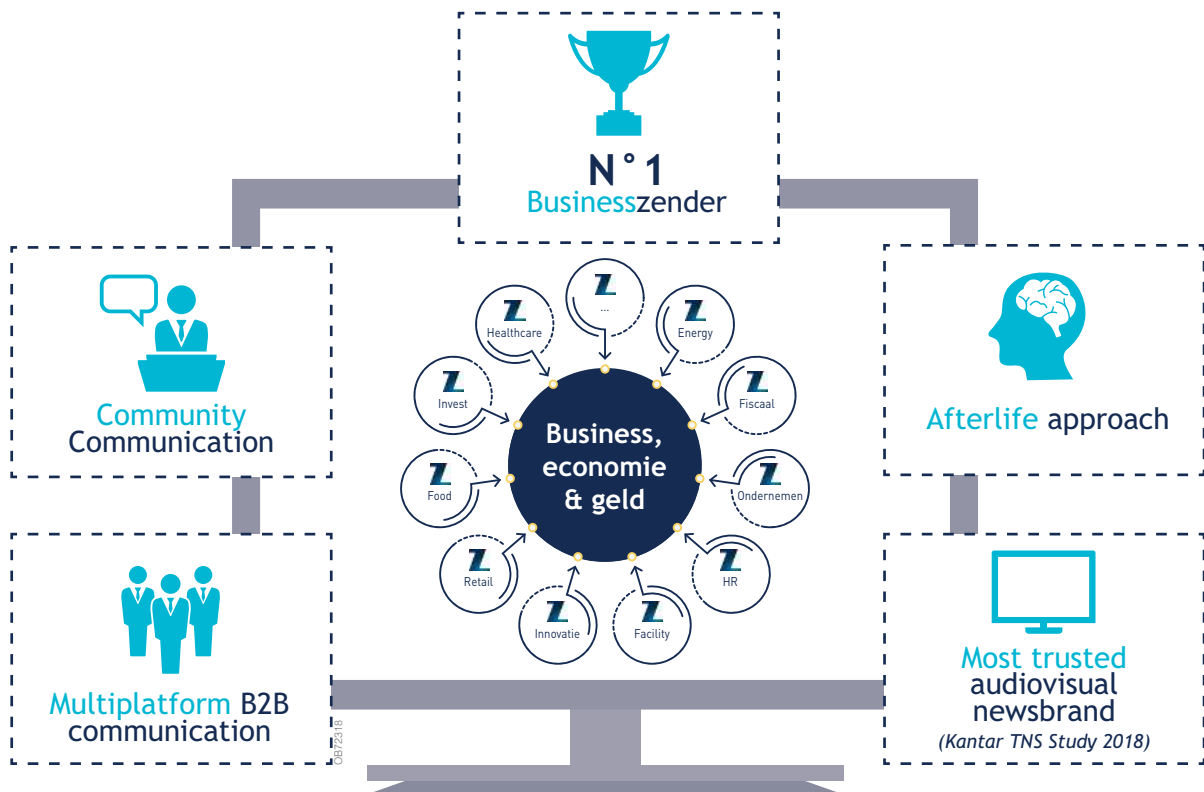 N°1
Businesszender
Community
Communication
Multiplatform B2B
communication
Z
...
Z
Energy
Z
Fiscaal
Z
Ondernemen
Z
HR
Z
Facility
Z
Innovatie
Z
Retail
Z
Food
Z
Invest
Z
Healthcare
Business,
economie
& geld
Afterlife approach
Most trusted
audiovisual
newsbrand
(Kantar TNS Study 2018)
OB72318